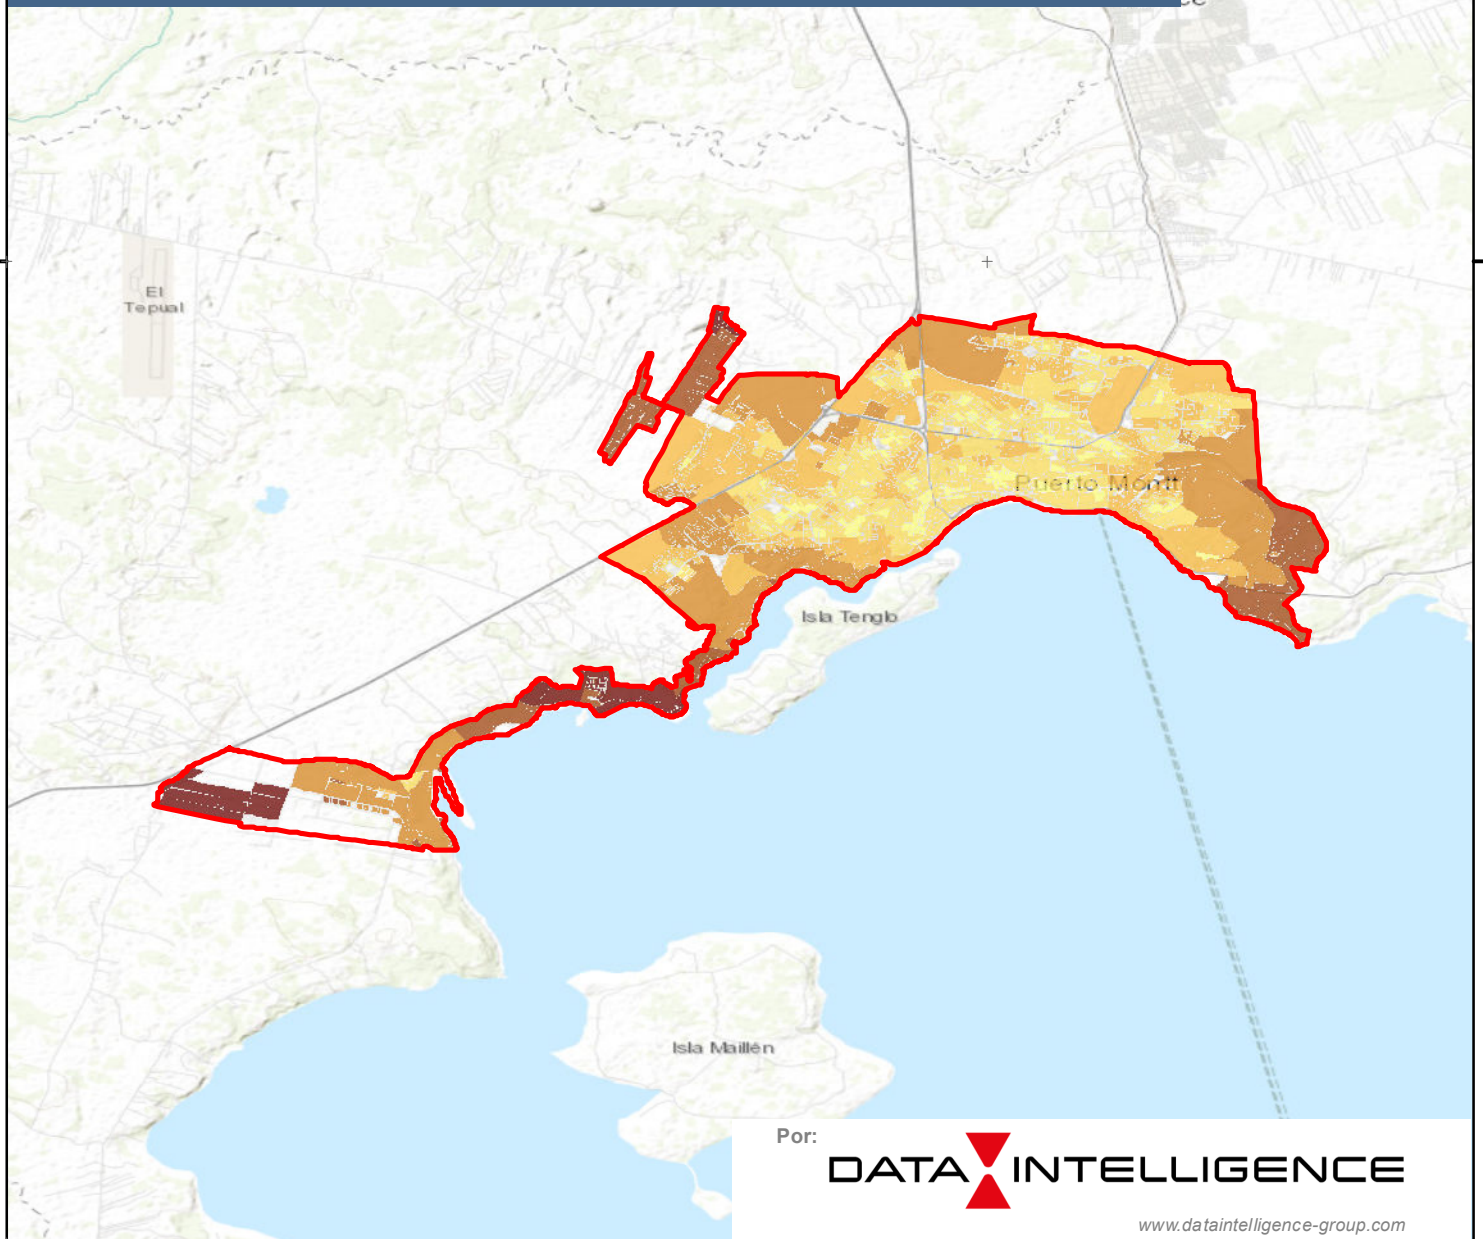 El
Tepual
Puerto Montt
Isla Tenglo
Isla Maillén
Por:
DATA INTELLIGENCE
www.dataintelligence-group.com